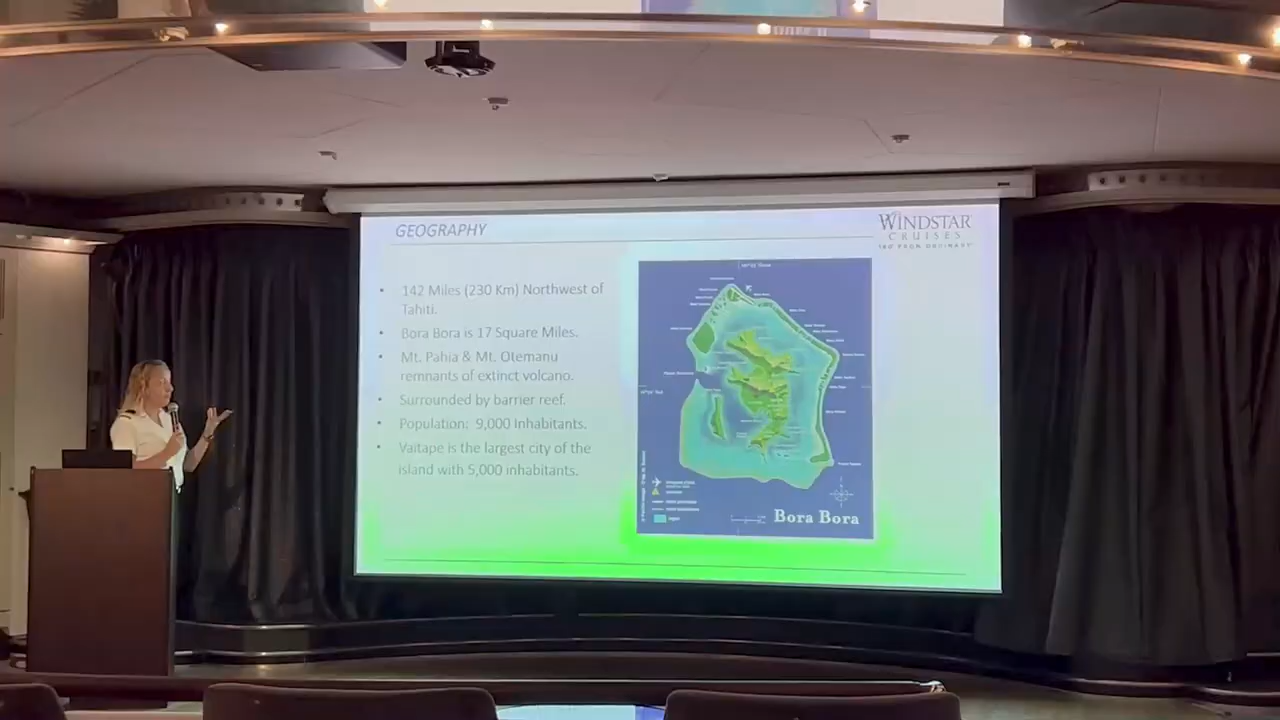 GEOGRAPHY
WINDSTAR
CRUISES
180° FROM ORDINARY
• 142 Miles (230 Km) Northwest of
Tahiti.
• Bora Bora is 17 Square Miles.
• Mt. Pahia & Mt. Otemanu
remnants of extinct volcano.
• Surrounded by barrier reef.
• Population: 9,000 Inhabitants.
• Vaitape is the largest city of the
island with 5,000 inhabitants.
Bora Bora